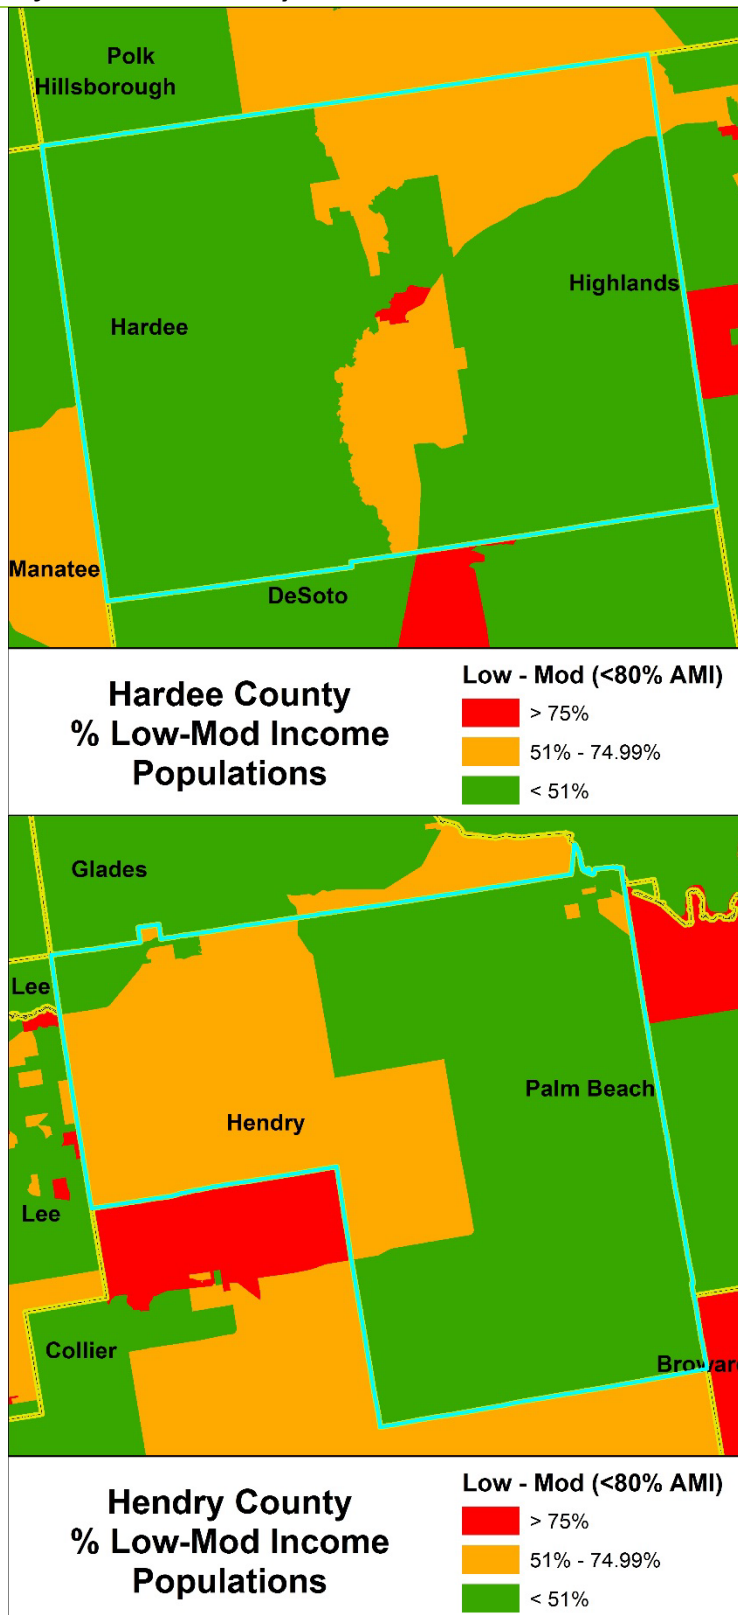 Polk
Hillsborough
Highlands
Hardee
Manatee
DeSoto
Hardee County
% Low-Mod Income
Populations
Low - Mod (<80% AMI)
> 75%
51% - 74.99%
< 51%
Glades
Lee
Palm Beach
Hendry
Lee
Collier
Broward
Hendry County
% Low-Mod Income
Populations
Low - Mod (<80% AMI)
> 75%
51% - 74.99%
< 51%